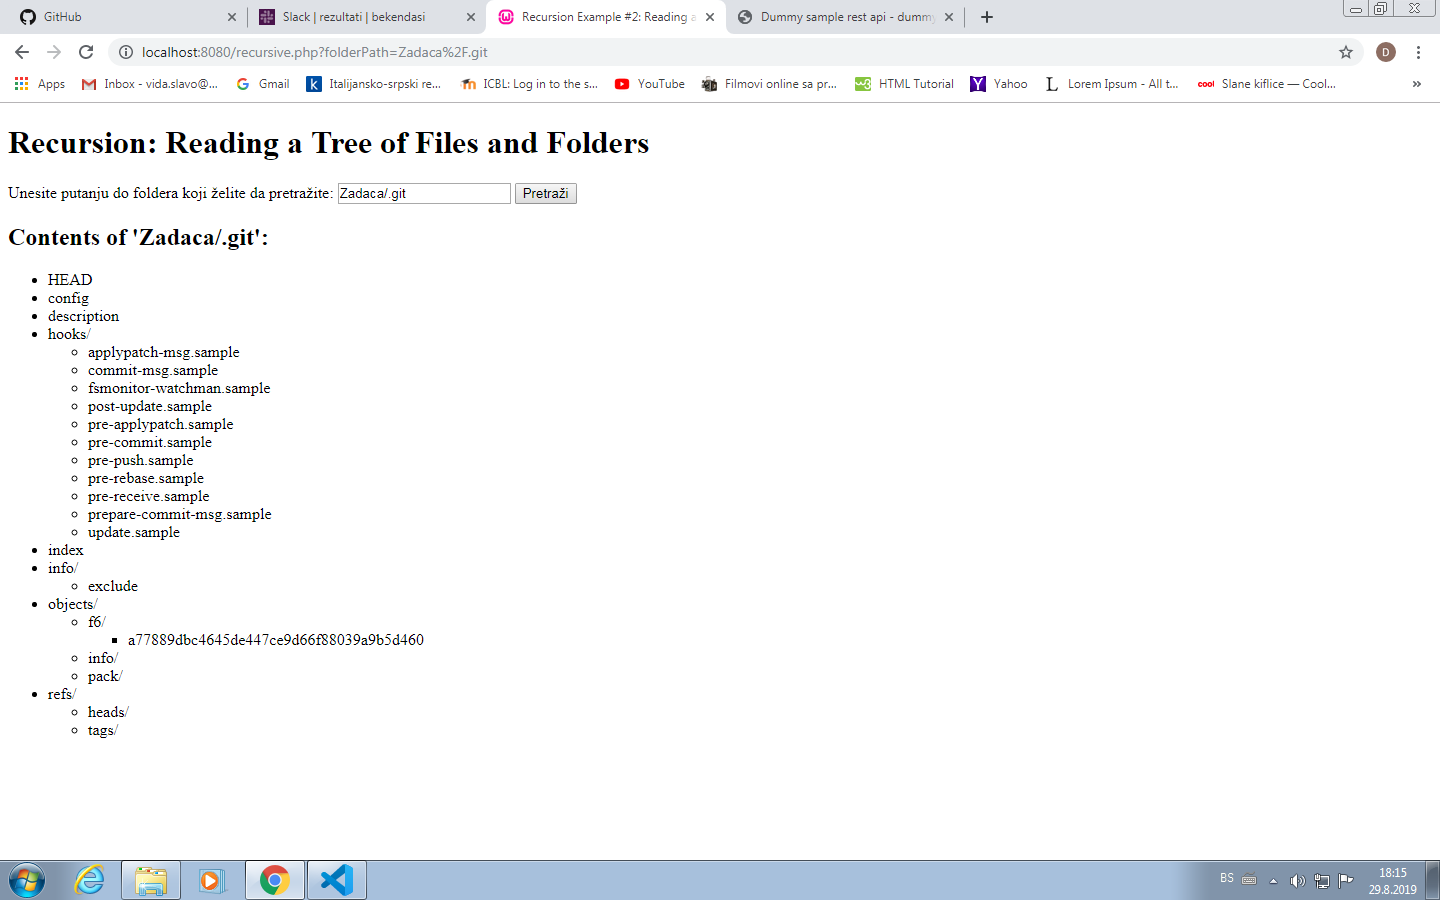 GitHub
Slack | rezultati | bekendasi
Recursion Example #2: Reading a
Dummy sample rest api - dummy
localhost:8080/recursive.php?folderPath=Zadaca%2F.git
D
Apps
Inbox - vida.slavo@...
Gmail
Italijansko-srpski re...
ICBL: Log in to the s...
YouTube
Filmovi online sa pr...
HTML Tutorial
Yahoo
Lorem Ipsum - All t...
cool Slane kiflice — Cool...
Recursion: Reading a Tree of Files and Folders
Unesite putanju do foldera koji želite da pretražite: Zadaca/.git Pretraži
Contents of 'Zadaca/.git':
HEAD
config
description
hooks/
applypatch-msg.sample
commit-msg.sample
fsmonitor-watchman.sample
post-update.sample
pre-applypatch.sample
pre-commit.sample
pre-push.sample
pre-rebase.sample
pre-receive.sample
prepare-commit-msg.sample
update.sample
index
info/
exclude
objects/
f6/
a77889dbc4645de447ce9d66f88039a9b5d460
info/
pack/
refs/
heads/
tags/
BS
18:15
29.8.2019